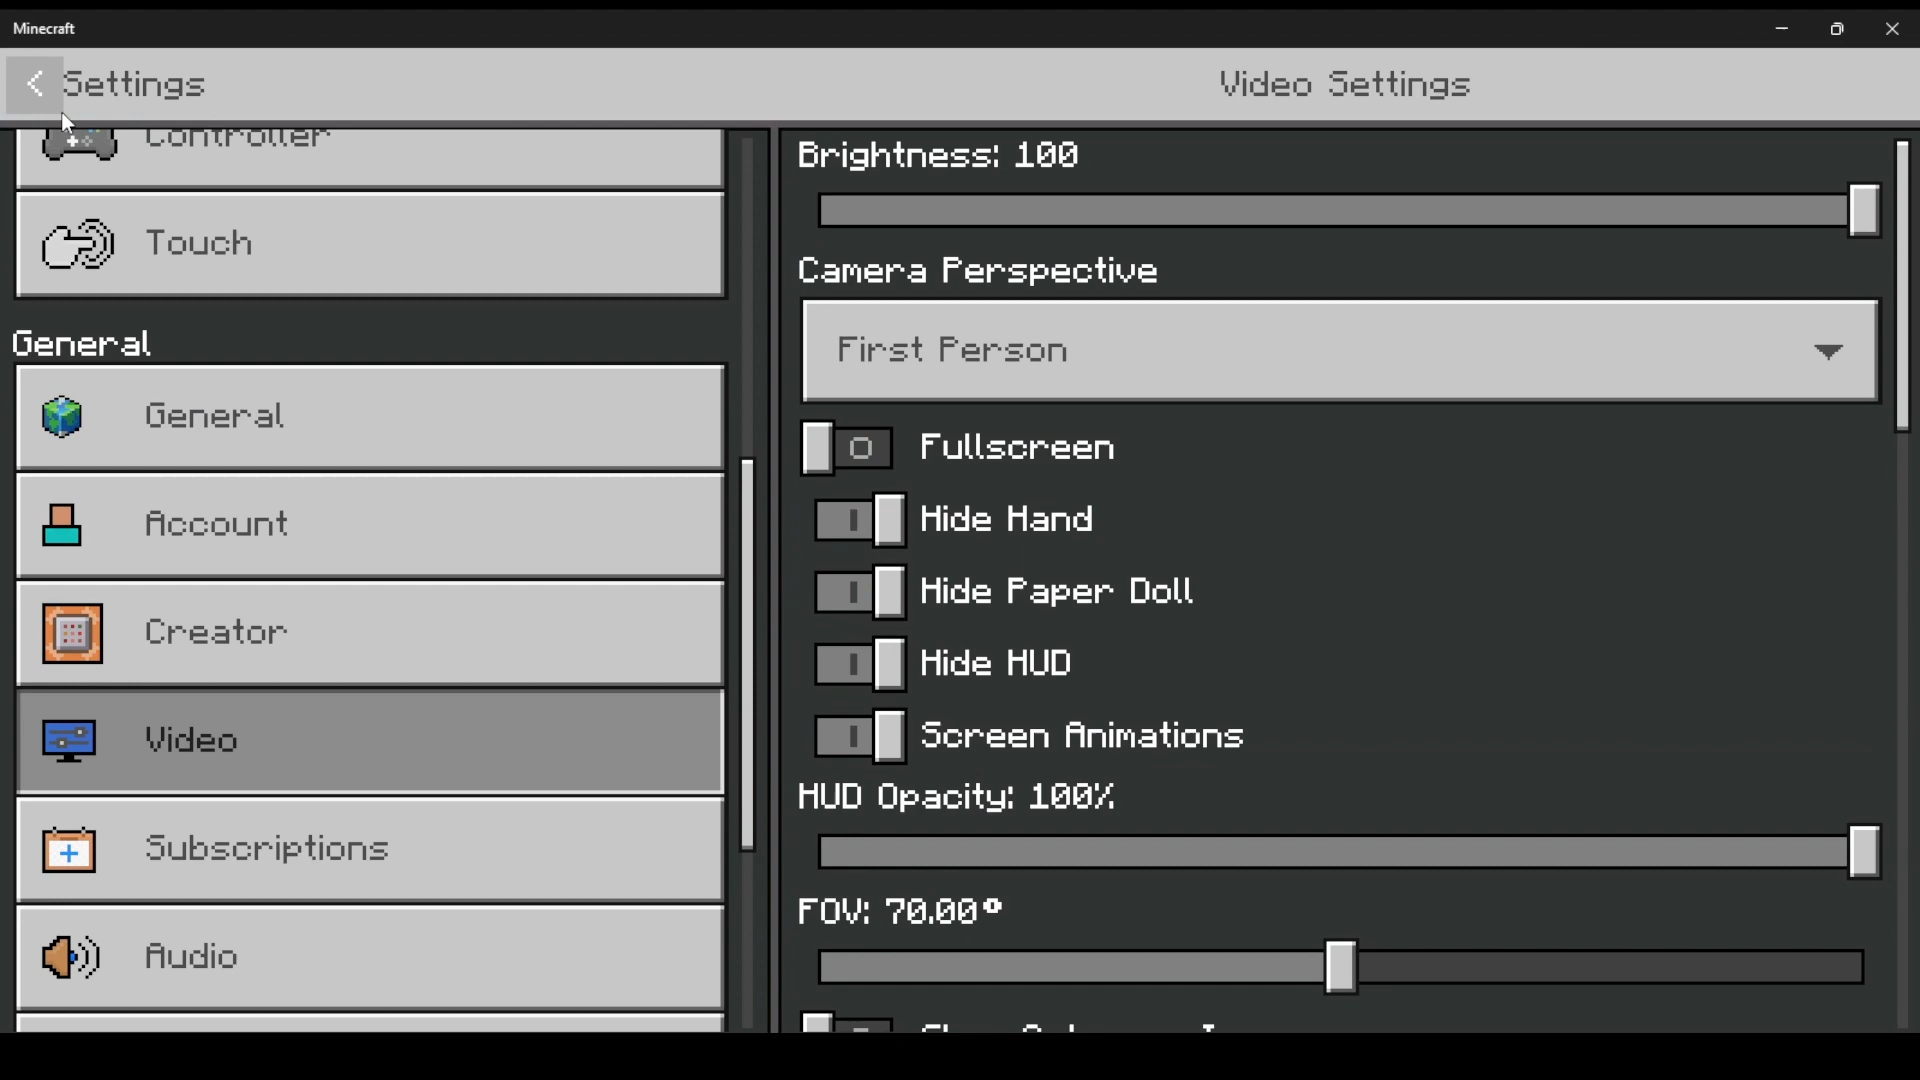 Minecraft
Settings
Video Settings
Controller
Touch
General
General
Account
Creator
Video
Subscriptions
Audio
Brightness: 100
Camera Perspective
First Person
Fullscreen
Hide Hand
Hide Paper Doll
Hide HUD
Screen Animations
HUD Opacity: 100%
FOV: 70.00°